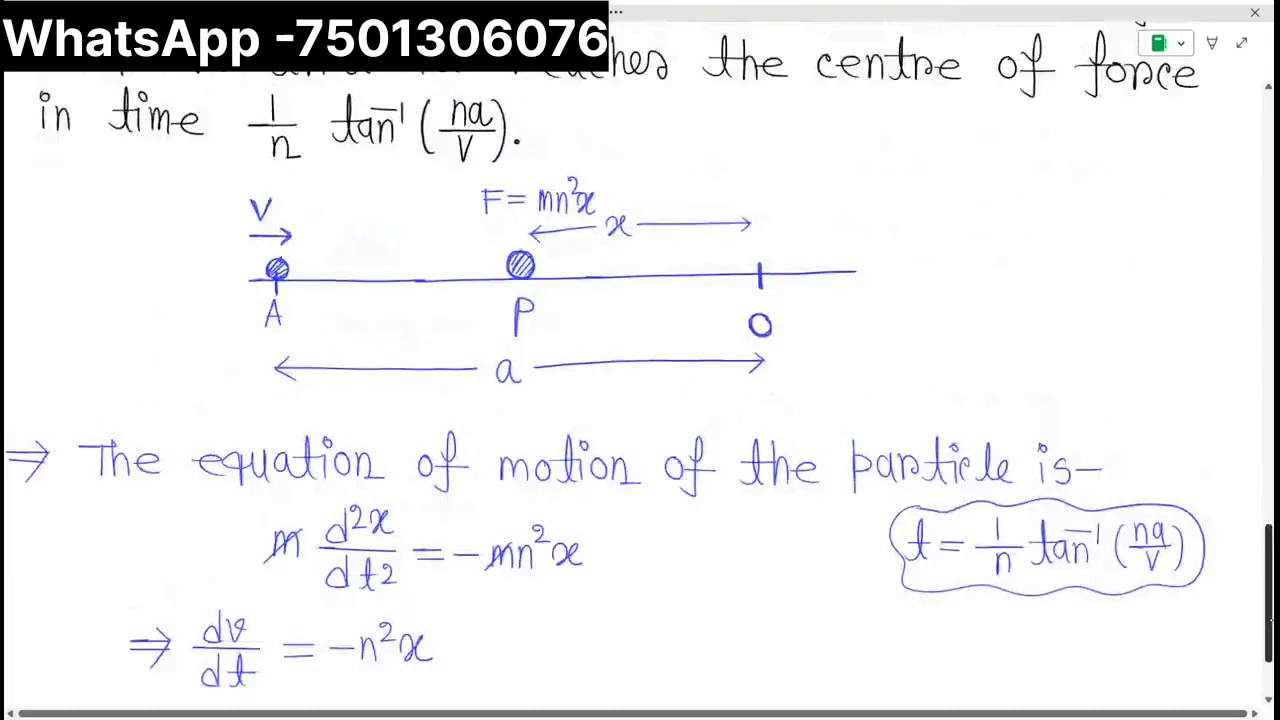 WhatsApp -7501306076
the centre of force
in time 1/n tan⁻¹(na/V).
V
F = mn²x
x
A
P
O
a
⇒ The equation of motion of the particle is—
m d²x/dt² = -mn²x
t = 1/n tan⁻¹(na/V)
⇒ dv/dt = -n²x